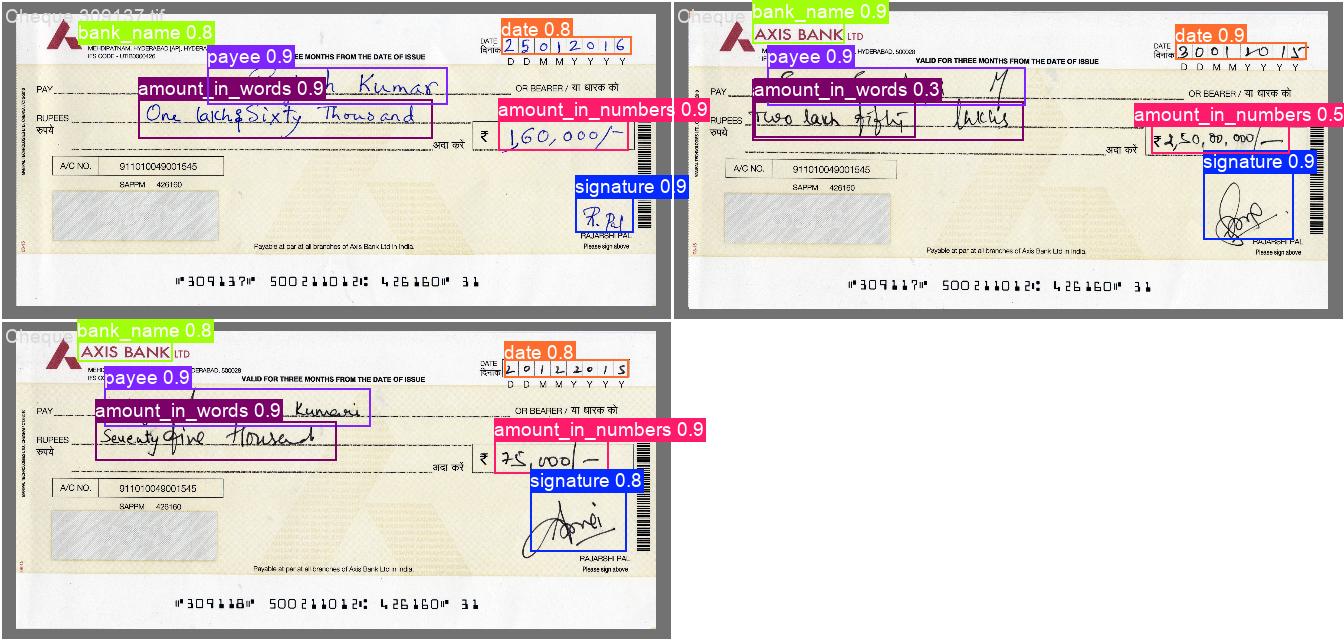 Cheque 309137.tif
bank_name 0.8
MEHDIPATNAM, HYDERABAD [AP], HYDERA
IFS CODE - UTIB0000426
payee 0.9
EE MONTHS FROM THE DATE OF ISSUE
date 0.8
DATE
दिनांक
2 5 0 1 2 0 1 6
D D M M Y Y Y Y
PAY
h Kumar
OR BEARER / या धारक को
amount_in_words 0.9
RUPEES
रुपये
One lakh & Sixty Thousand
अदा करें
amount_in_numbers 0.9
₹
1,60,000/-
A/C NO.
911010049001545
SAPPM 426160
signature 0.9
R. Pal
RAJARSHI PAL
Please sign above
Payable at par at all branches of Axis Bank Ltd in India.
⑈309137⑈ 500211012⑆ 426160⑈ 31
Cheque
bank_name 0.9
AXIS BANK LTD
HYDERABAD, 500028
payee 0.9
VALID FOR THREE MONTHS FROM THE DATE OF ISSUE
date 0.9
DATE
दिनांक
3 0 0 1 2 0 1 5
D D M M Y Y Y Y
PAY
M
OR BEARER / या धारक को
amount_in_words 0.3
RUPEES
रुपये
Two lakh fifty lakhs
अदा करें
amount_in_numbers 0.5
₹ 2,50,00,000/-
A/C NO.
911010049001545
SAPPM 426160
signature 0.9
RAJARSHI PAL
Please sign above
Payable at par at all branches of Axis Bank Ltd in India.
⑈309117⑈ 500211012⑆ 426160⑈ 31
Cheque
bank_name 0.8
AXIS BANK LTD
HYDERABAD, 500028
payee 0.9
VALID FOR THREE MONTHS FROM THE DATE OF ISSUE
date 0.8
DATE
दिनांक
2 0 1 2 2 0 1 5
D D M M Y Y Y Y
PAY
Kumari
OR BEARER / या धारक को
amount_in_words 0.9
RUPEES
रुपये
Seventy five thousand
अदा करें
amount_in_numbers 0.9
₹
75,000/-
A/C NO.
911010049001545
SAPPM 426160
signature 0.8
RAJARSHI PAL
Please sign above
Payable at par at all branches of Axis Bank Ltd in India.
⑈309118⑈ 500211012⑆ 426160⑈ 31